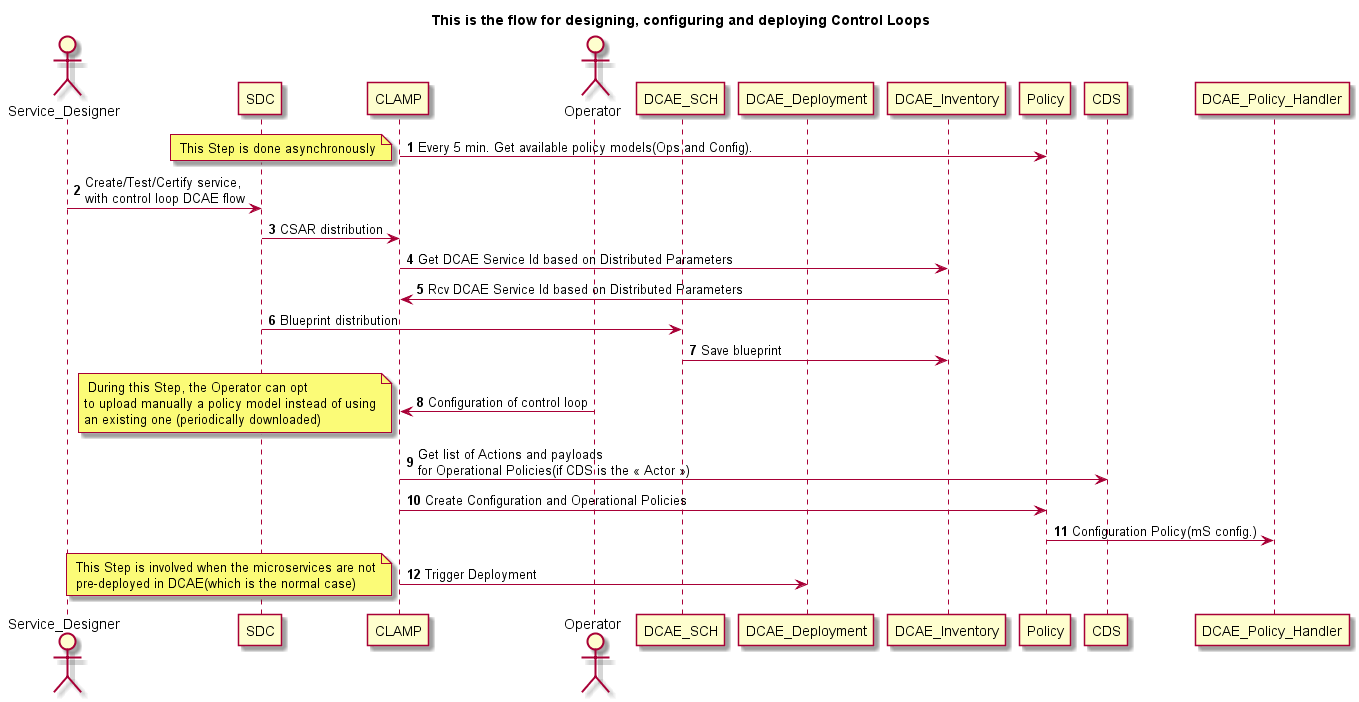 This is the flow for designing, configuring and deploying Control Loops
Service_Designer
SDC
CLAMP
Operator
DCAE_SCH
DCAE_Deployment
DCAE_Inventory
Policy
CDS
DCAE_Policy_Handler
This Step is done asynchronously
1 Every 5 min. Get available policy models(Ops and Config).
2 Create/Test/Certify service,
with control loop DCAE flow
3 CSAR distribution
4 Get DCAE Service Id based on Distributed Parameters
5 Rcv DCAE Service Id based on Distributed Parameters
6 Blueprint distribution
7 Save blueprint
During this Step, the Operator can opt
to upload manually a policy model instead of using
an existing one (periodically downloaded)
8 Configuration of control loop
9 Get list of Actions and payloads
for Operational Policies(if CDS is the « Actor »)
10 Create Configuration and Operational Policies
11 Configuration Policy(mS config.)
This Step is involved when the microservices are not
pre-deployed in DCAE(which is the normal case)
12 Trigger Deployment
Service_Designer
SDC
CLAMP
Operator
DCAE_SCH
DCAE_Deployment
DCAE_Inventory
Policy
CDS
DCAE_Policy_Handler